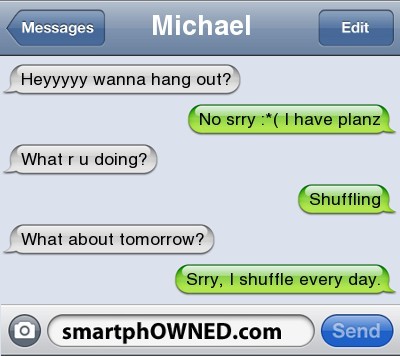 Messages
Michael
Edit
Heyyyyy wanna hang out?
No srry :*( I have planz
What r u doing?
Shuffling
What about tomorrow?
Srry, I shuffle every day.
smartphOWNED.com
Send